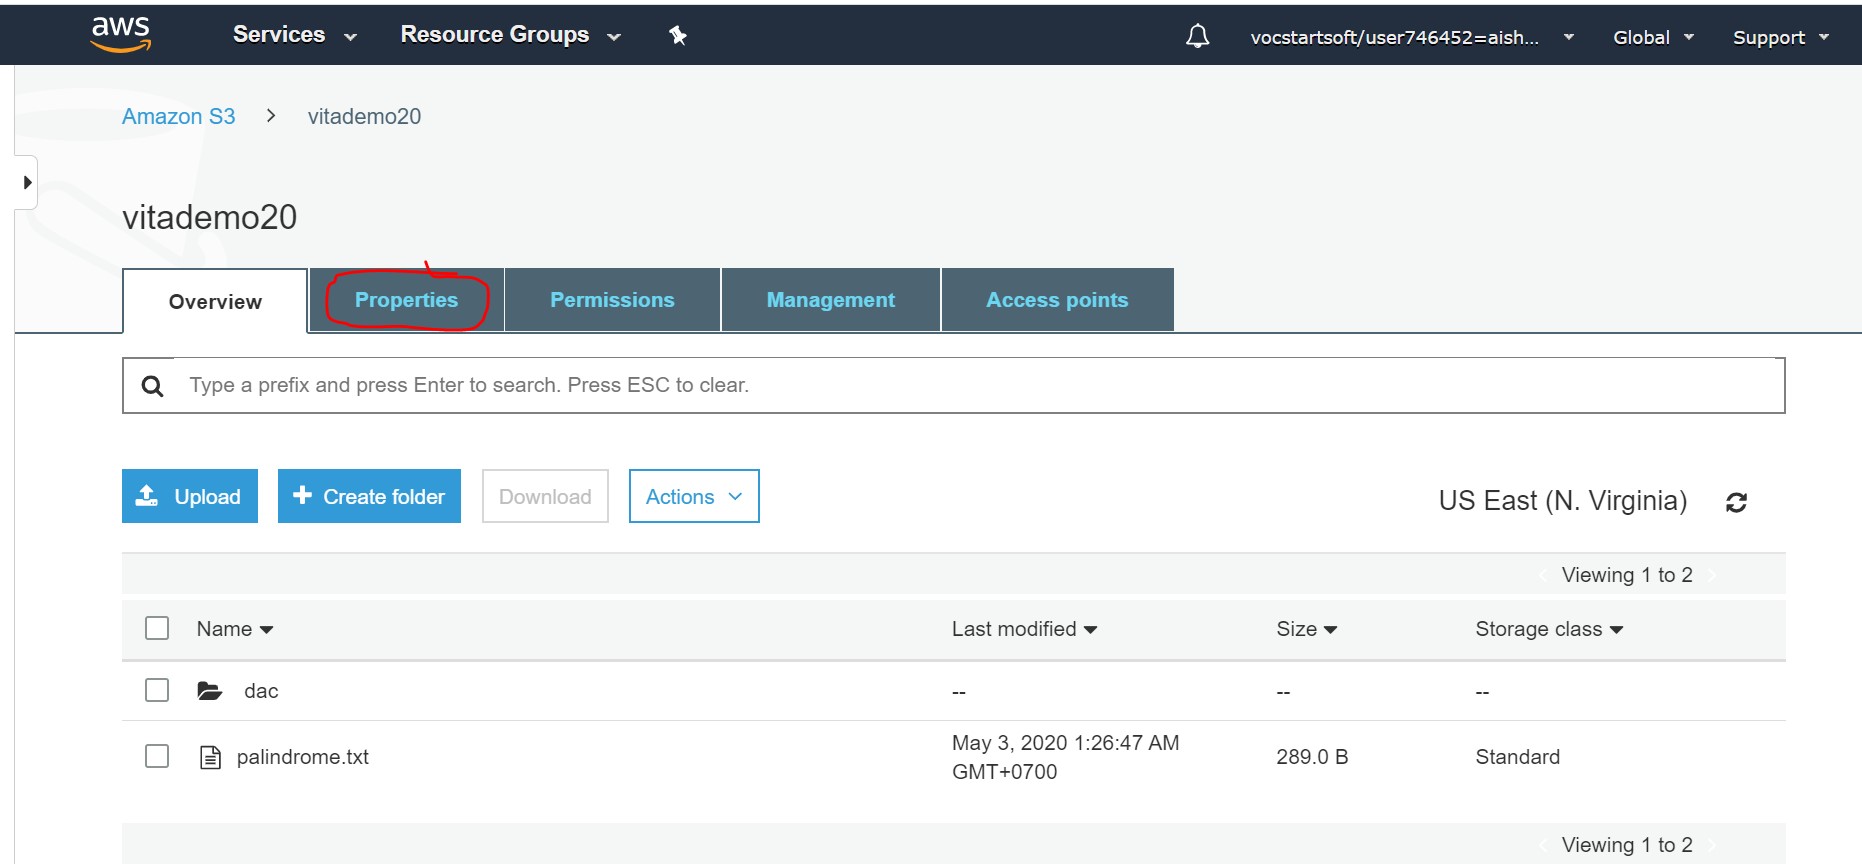 aws Services Resource Groups vocstartsoft/user746452=aish... Global Support
Amazon S3 > vitademo20
vitademo20
Overview Properties Permissions Management Access points
Type a prefix and press Enter to search. Press ESC to clear.
Upload Create folder Download Actions US East (N. Virginia)
Viewing 1 to 2
Name Last modified Size Storage class
dac -- -- --
palindrome.txt May 3, 2020 1:26:47 AM 289.0 B Standard
GMT+0700
Viewing 1 to 2